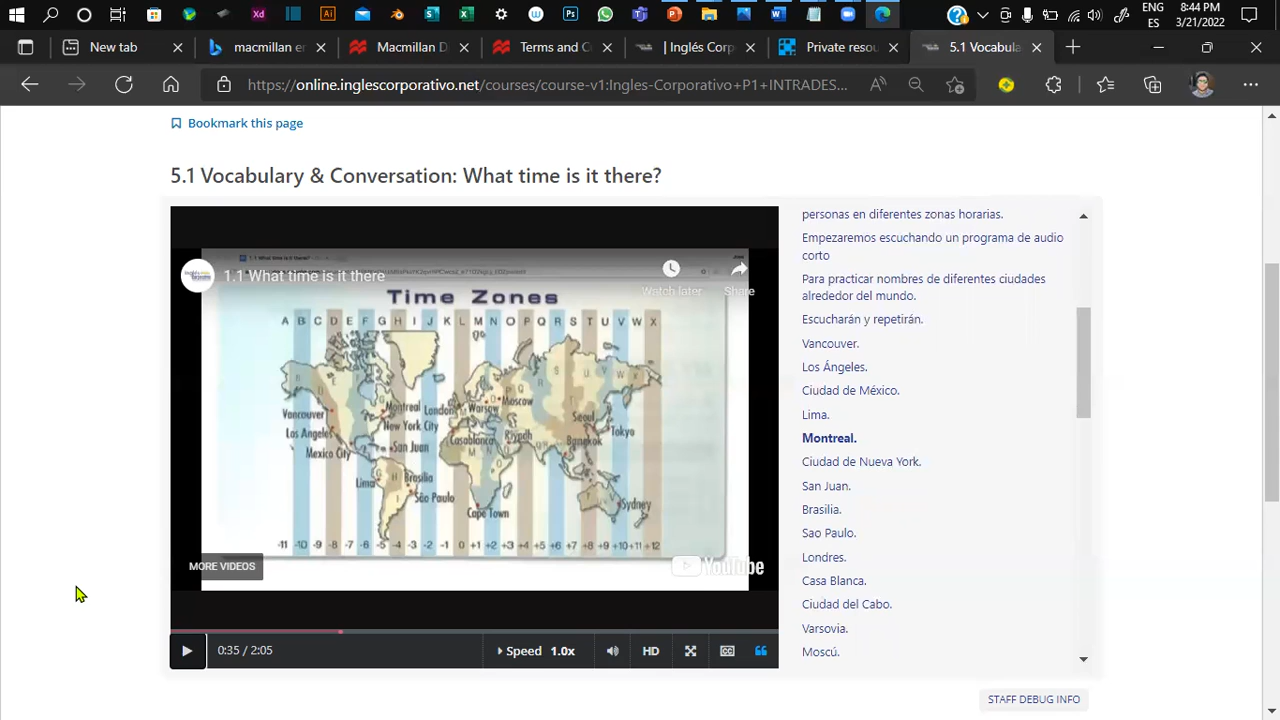 ENG
ES
8:44 PM
3/21/2022
New tab
macmillan er
Macmillan D
Terms and C
| Inglés Corp
Private resou
5.1 Vocabula
https://online.inglescorporativo.net/courses/course-v1:Ingles-Corporativo+P1+INTRADES...
Bookmark this page
5.1 Vocabulary & Conversation: What time is it there?
1.1 What time is it there
Watch later
Share
Time Zones
A B C D E F G H I J K L M N O P Q R S T U V W X
Vancouver
Los Angeles
Mexico City
Lima
Montreal
New York City
San Juan
Brasilia
São Paulo
London
Warsaw
Moscow
Casablanca
Riyadh
Cape Town
Seoul
Tokyo
Bangkok
Sydney
-11 -10 -9 -8 -7 -6 -5 -4 -3 -2 -1 0 +1 +2 +3 +4 +5 +6 +7 +8 +9 +10 +11 +12
MORE VIDEOS
YouTube
0:35 / 2:05
Speed 1.0x
HD
personas en diferentes zonas horarias.
Empezaremos escuchando un programa de audio
corto
Para practicar nombres de diferentes ciudades
alrededor del mundo.
Escucharán y repetirán.
Vancouver.
Los Ángeles.
Ciudad de México.
Lima.
Montreal.
Ciudad de Nueva York.
San Juan.
Brasilia.
Sao Paulo.
Londres.
Casa Blanca.
Ciudad del Cabo.
Varsovia.
Moscú.
STAFF DEBUG INFO